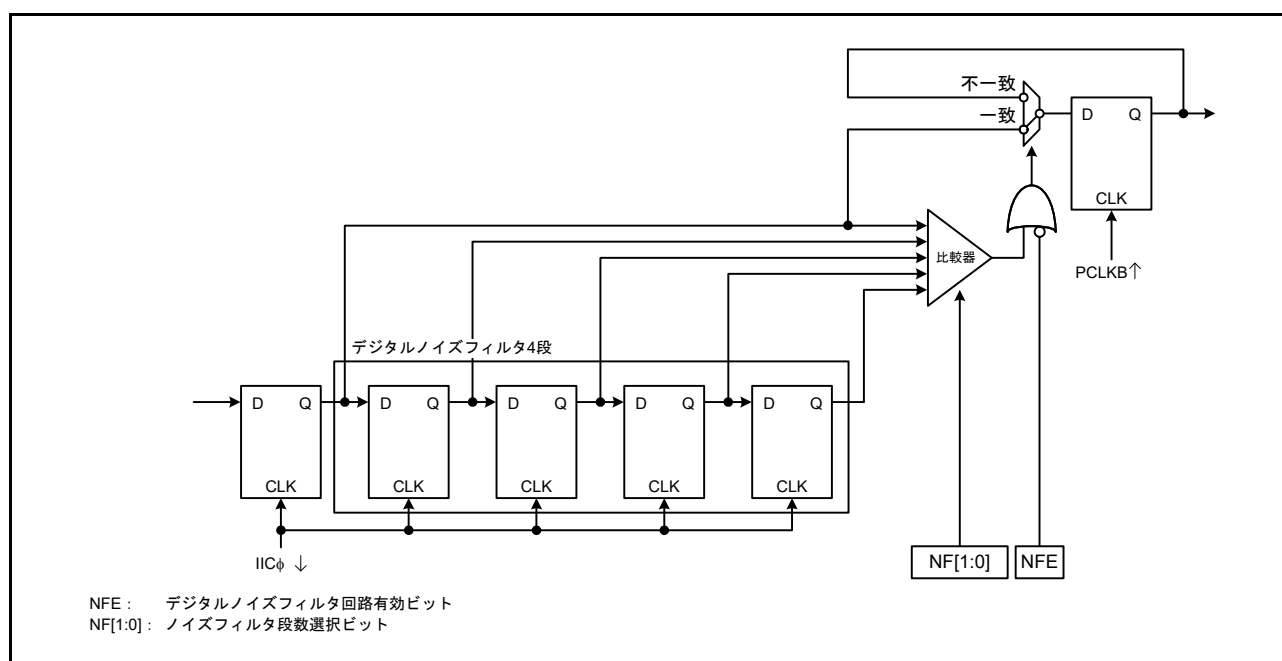 不一致
一致
D Q
CLK
PCLKB↑
比較器
デジタルノイズフィルタ4段
D Q D Q D Q D Q D Q
CLK CLK CLK CLK CLK
IICφ ↓
NF[1:0] NFE
NFE : デジタルノイズフィルタ回路有効ビット
NF[1:0] : ノイズフィルタ段数選択ビット